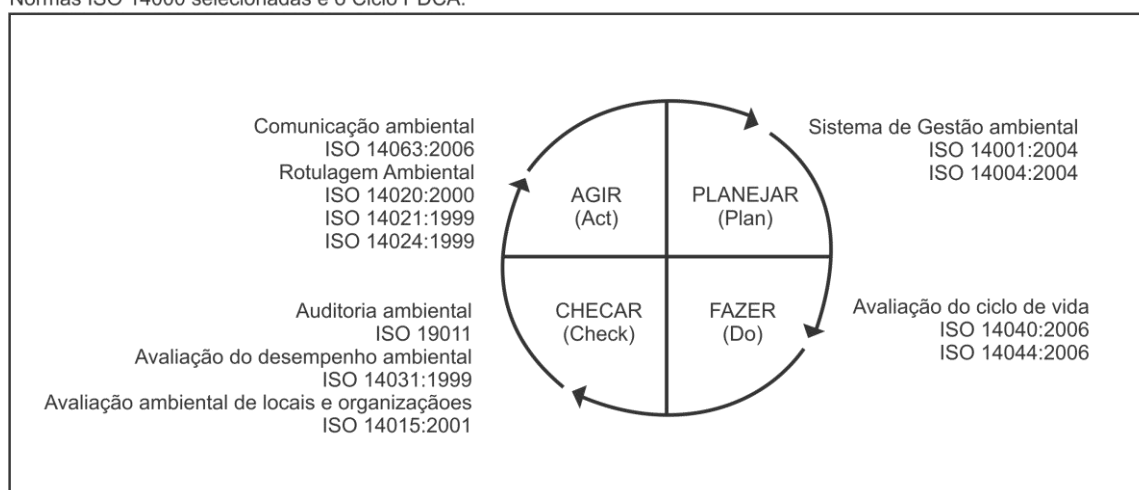 Normas ISO 14000 selecionadas e o Ciclo PDCA.
Comunicação ambiental
ISO 14063:2006
Rotulagem Ambiental
ISO 14020:2000
ISO 14021:1999
ISO 14024:1999
AGIR
(Act)
PLANEJAR
(Plan)
Sistema de Gestão ambiental
ISO 14001:2004
ISO 14004:2004
Auditoria ambiental
ISO 19011
Avaliação do desempenho ambiental
ISO 14031:1999
Avaliação ambiental de locais e organizaçãoes
ISO 14015:2001
CHECAR
(Check)
FAZER
(Do)
Avaliação do ciclo de vida
ISO 14040:2006
ISO 14044:2006